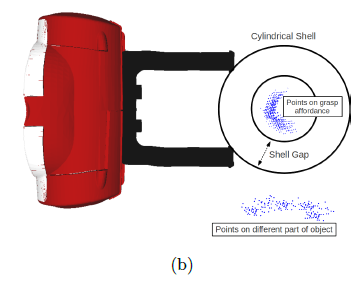 Cylindrical Shell
Points on grasp
affordance
Shell Gap
Points on different part of object
(b)